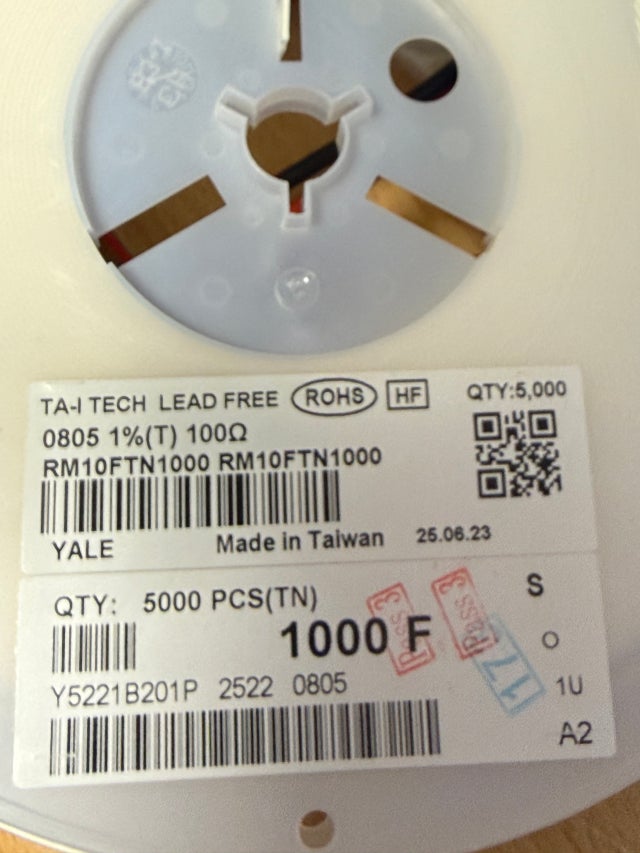 TA-I TECH LEAD FREE ROHS HF QTY:5,000
0805 1%(T) 100Ω
RM10FTN1000 RM10FTN1000
YALE Made in Taiwan 25.06.23
QTY: 5000 PCS(TN) S
1000 F
Pass 3
Pass 3
177
O
Y5221B201P 2522 0805 1U
A2